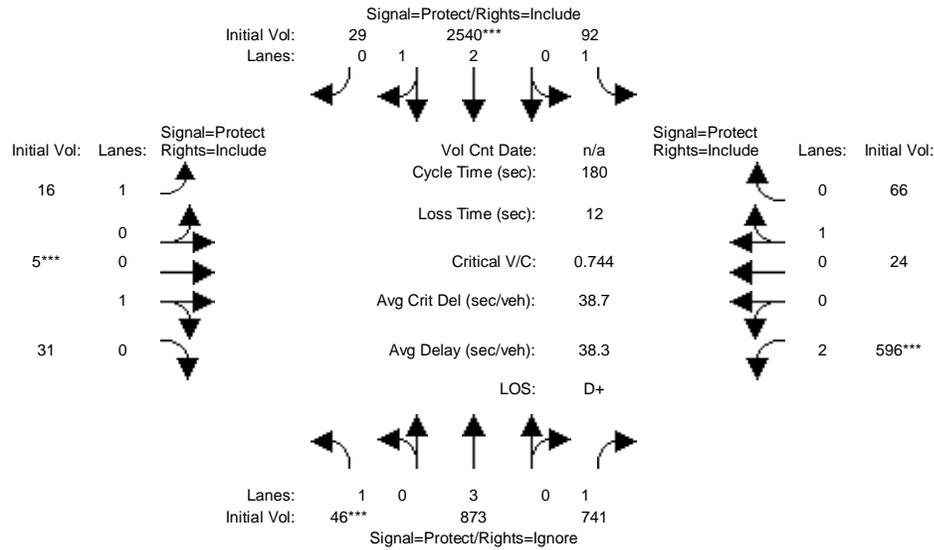 Signal=Protect/Rights=Include
Initial Vol: 29 2540*** 92
Lanes: 0 1 2 0 1
Signal=Protect Signal=Protect
Initial Vol: Lanes: Rights=Include Vol Cnt Date: n/a Rights=Include Lanes: Initial Vol:
Cycle Time (sec): 180
16 1 0 66
Loss Time (sec): 12
0 1
5*** 0 Critical V/C: 0.744 0 24
1 Avg Crit Del (sec/veh): 38.7 0
31 0 Avg Delay (sec/veh): 38.3 2 596***
LOS: D+
Lanes: 1 0 3 0 1
Initial Vol: 46*** 873 741
Signal=Protect/Rights=Ignore